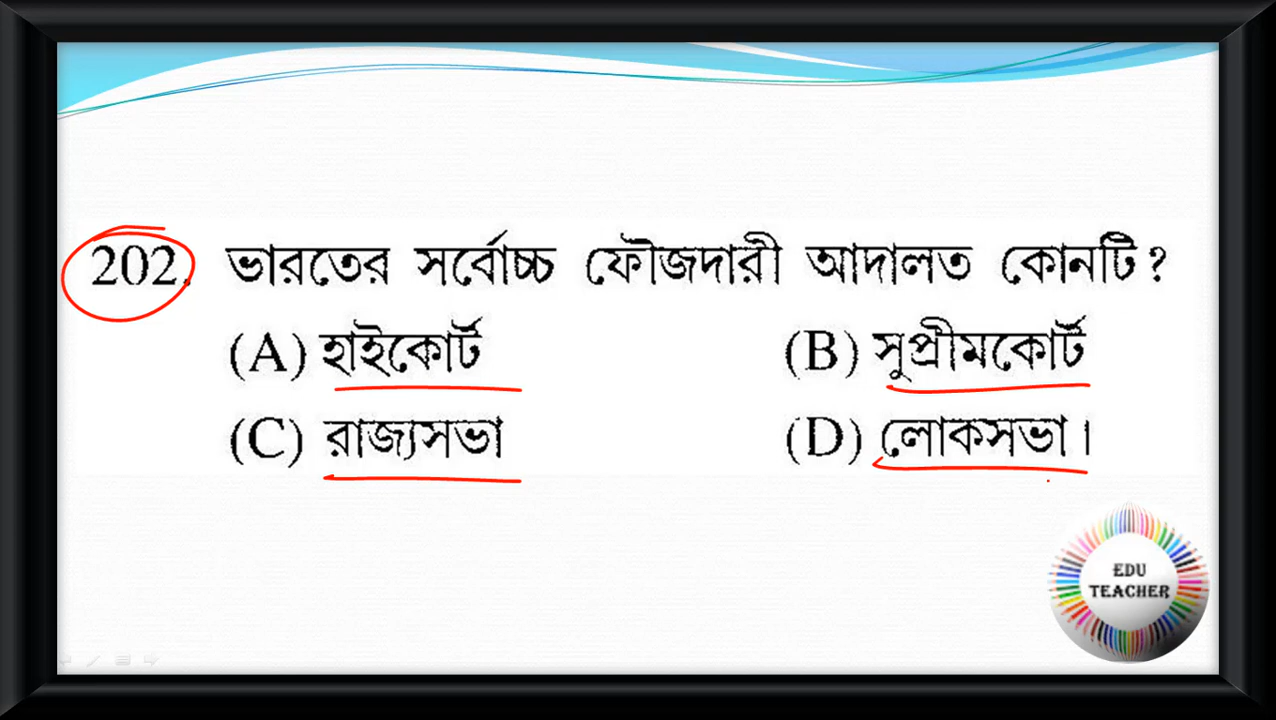 202. ভারতের সর্বোচ্চ ফৌজদারী আদালত কোনটি?
(A) হাইকোর্ট (B) সুপ্রীমকোর্ট
(C) রাজ্যসভা (D) লোকসভা।
EDU
TEACHER